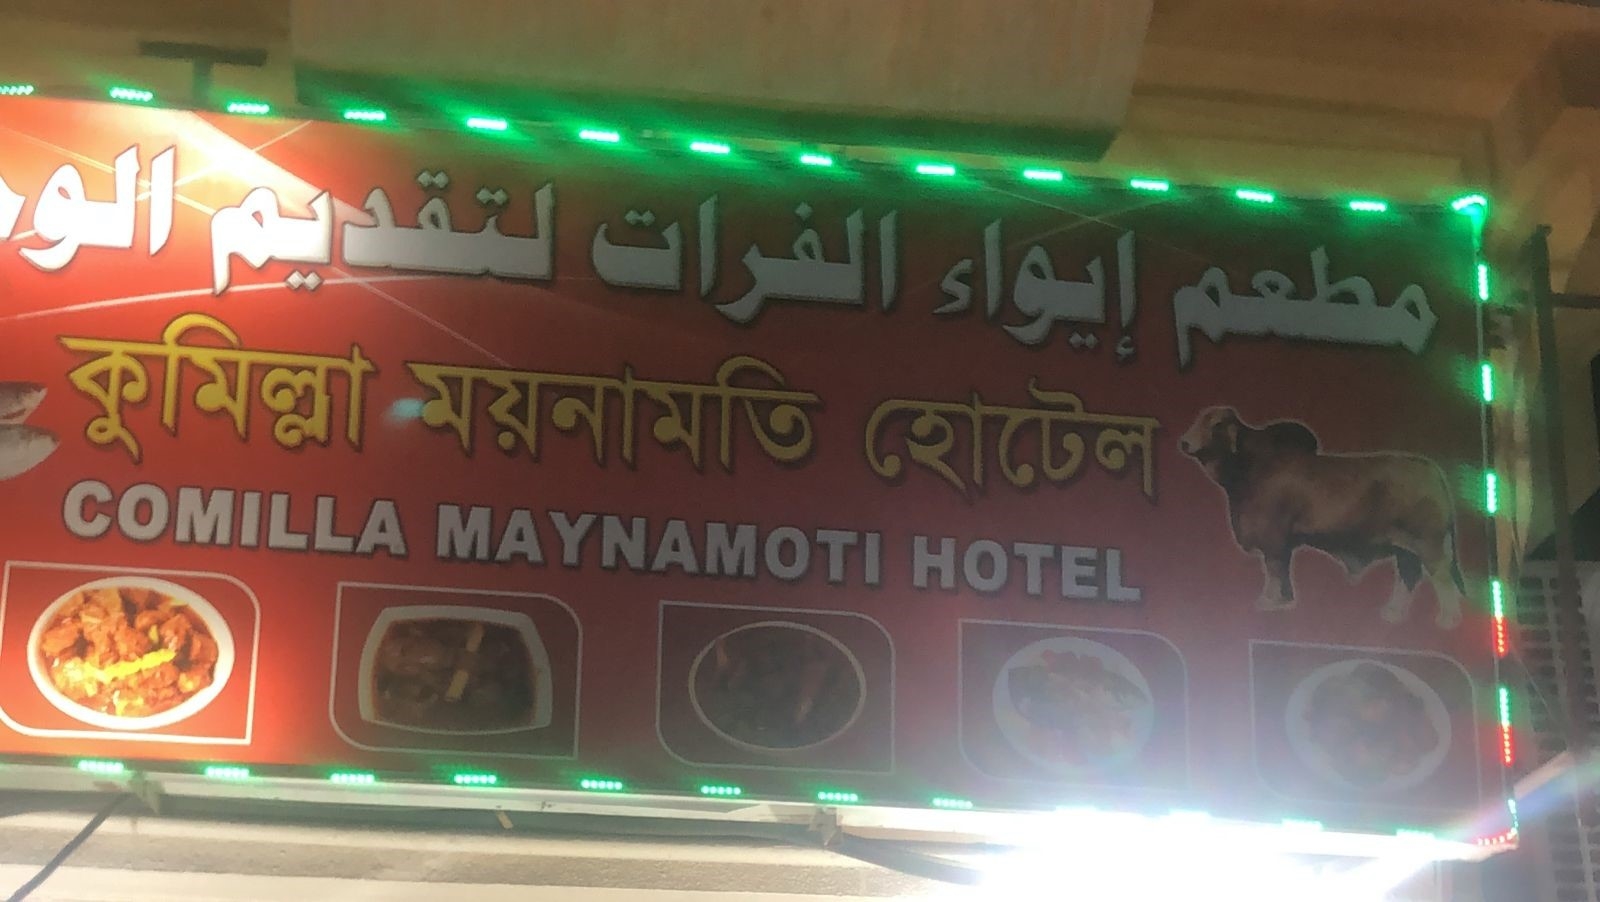 مطعم إيواء الفرات لتقديم
কুমিল্লা ময়নামতি হোটেল
COMILLA MAYNAMOTI HOTEL